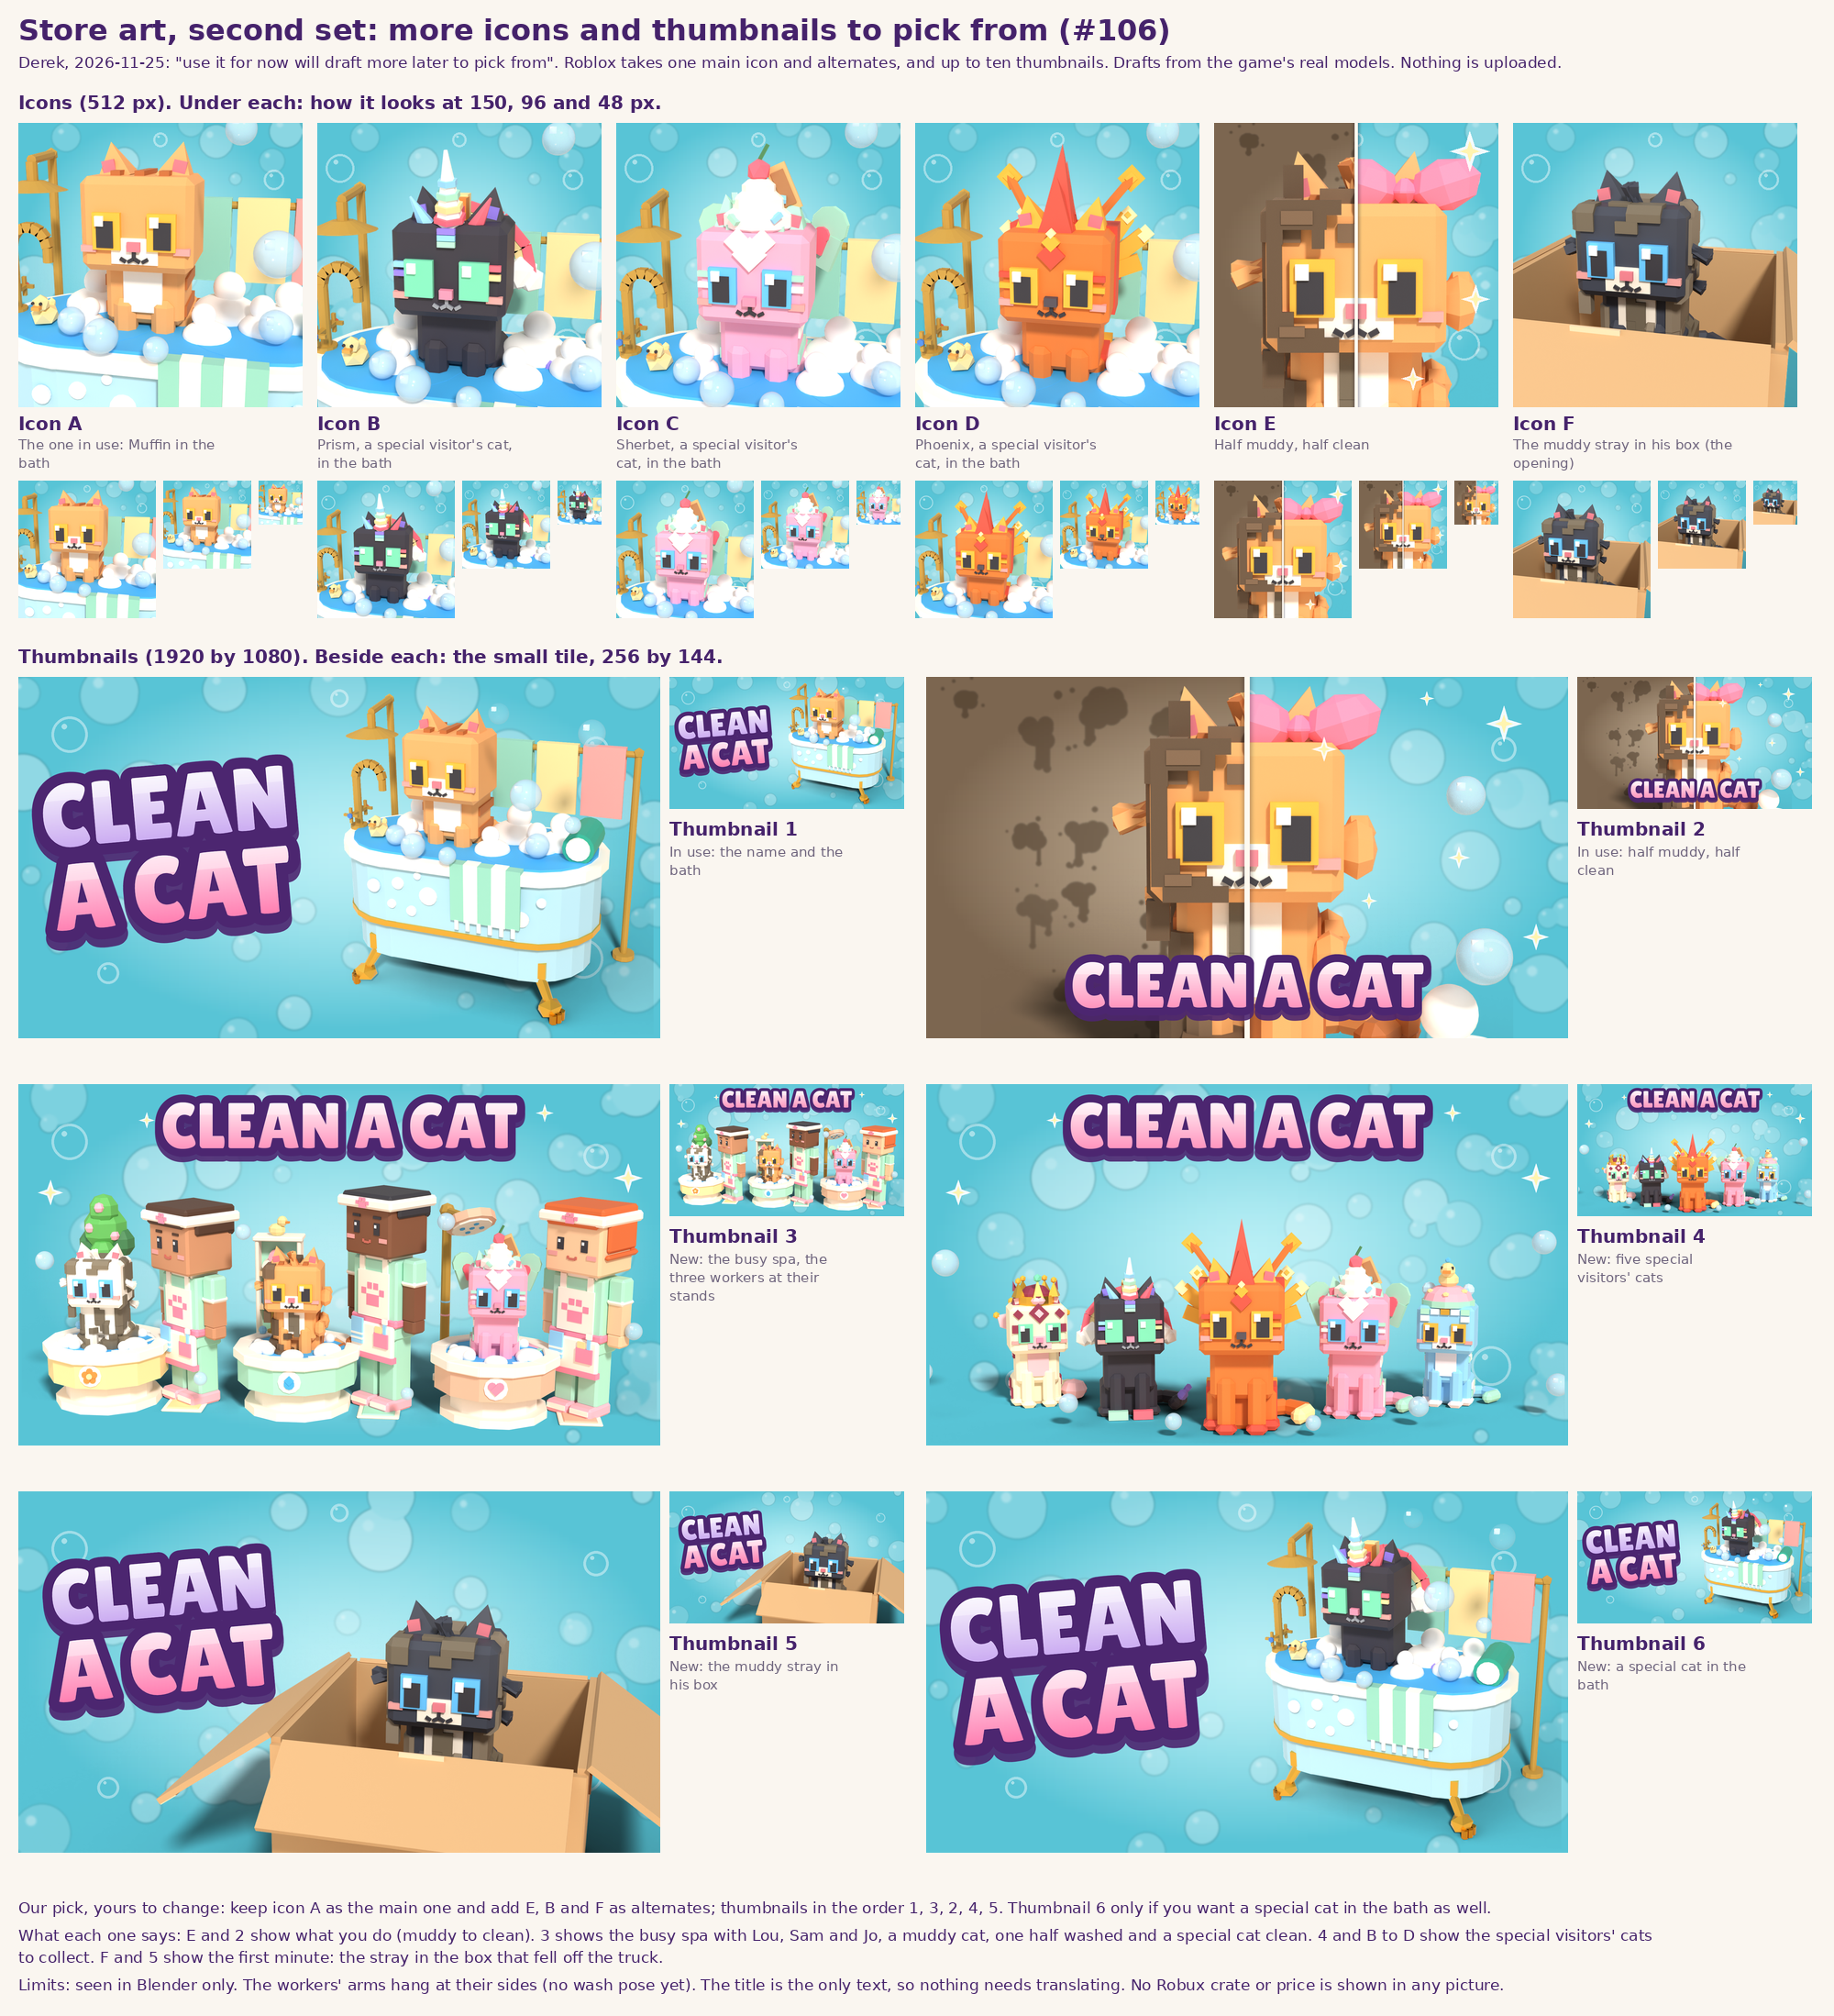 Store art, second set: more icons and thumbnails to pick from (#106)
Derek, 2026-11-25: "use it for now will draft more later to pick from". Roblox takes one main icon and alternates, and up to ten thumbnails. Drafts from the game's real models. Nothing is uploaded.
Icons (512 px). Under each: how it looks at 150, 96 and 48 px.
Icon A
The one in use: Muffin in the
bath
Icon B
Prism, a special visitor's cat,
in the bath
Icon C
Sherbet, a special visitor's
cat, in the bath
Icon D
Phoenix, a special visitor's
cat, in the bath
Icon E
Half muddy, half clean
Icon F
The muddy stray in his box (the
opening)
Thumbnails (1920 by 1080). Beside each: the small tile, 256 by 144.
CLEAN
A CAT
CLEAN
A CAT
Thumbnail 1
In use: the name and the
bath
CLEAN A CAT
CLEAN A CAT
Thumbnail 2
In use: half muddy, half
clean
CLEAN A CAT
CLEAN A CAT
Thumbnail 3
New: the busy spa, the
three workers at their
stands
CLEAN A CAT
CLEAN A CAT
Thumbnail 4
New: five special
visitors' cats
CLEAN
A CAT
CLEAN
A CAT
Thumbnail 5
New: the muddy stray in
his box
CLEAN
A CAT
CLEAN
A CAT
Thumbnail 6
New: a special cat in the
bath
Our pick, yours to change: keep icon A as the main one and add E, B and F as alternates; thumbnails in the order 1, 3, 2, 4, 5. Thumbnail 6 only if you want a special cat in the bath as well.
What each one says: E and 2 show what you do (muddy to clean). 3 shows the busy spa with Lou, Sam and Jo, a muddy cat, one half washed and a special cat clean. 4 and B to D show the special visitors' cats
to collect. F and 5 show the first minute: the stray in the box that fell off the truck.
Limits: seen in Blender only. The workers' arms hang at their sides (no wash pose yet). The title is the only text, so nothing needs translating. No Robux crate or price is shown in any picture.